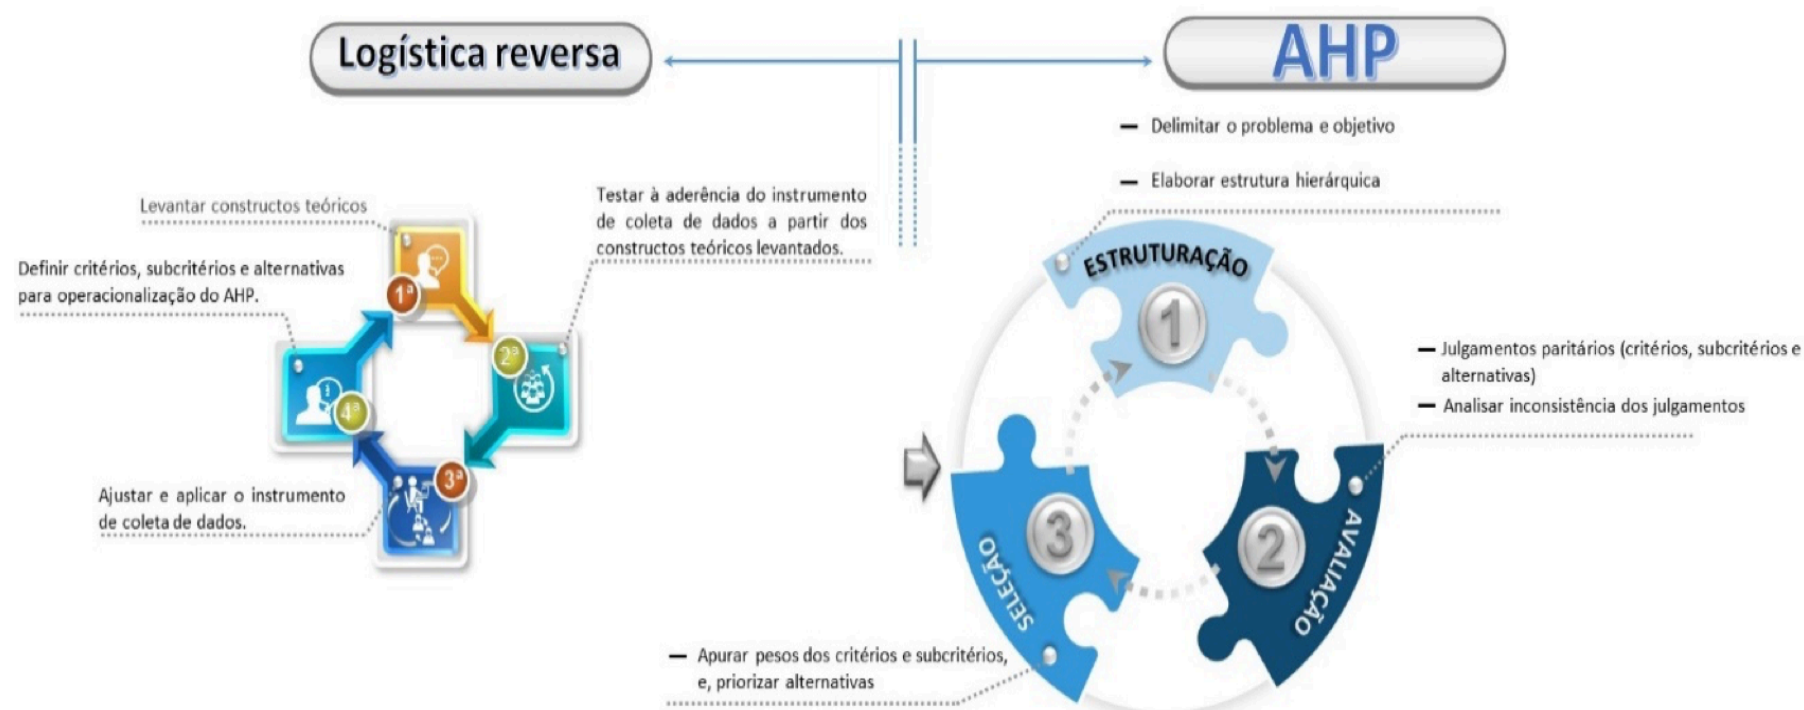 Logística reversa
AHP
Levantar constructos teóricos
Definir critérios, subcritérios e alternativas
para operacionalização do AHP.
Testar à aderência do instrumento
de coleta de dados a partir dos
constructos teóricos levantados.
1ª
2ª
4ª
3ª
Ajustar e aplicar o instrumento
de coleta de dados.
— Delimitar o problema e objetivo
— Elaborar estrutura hierárquica
ESTRUTURAÇÃO
1
— Julgamentos paritários (critérios, subcritérios e
alternativas)
— Analisar inconsistência dos julgamentos
2
AVALIAÇÃO
3
SELEÇÃO
— Apurar pesos dos critérios e subcritérios,
e, priorizar alternativas